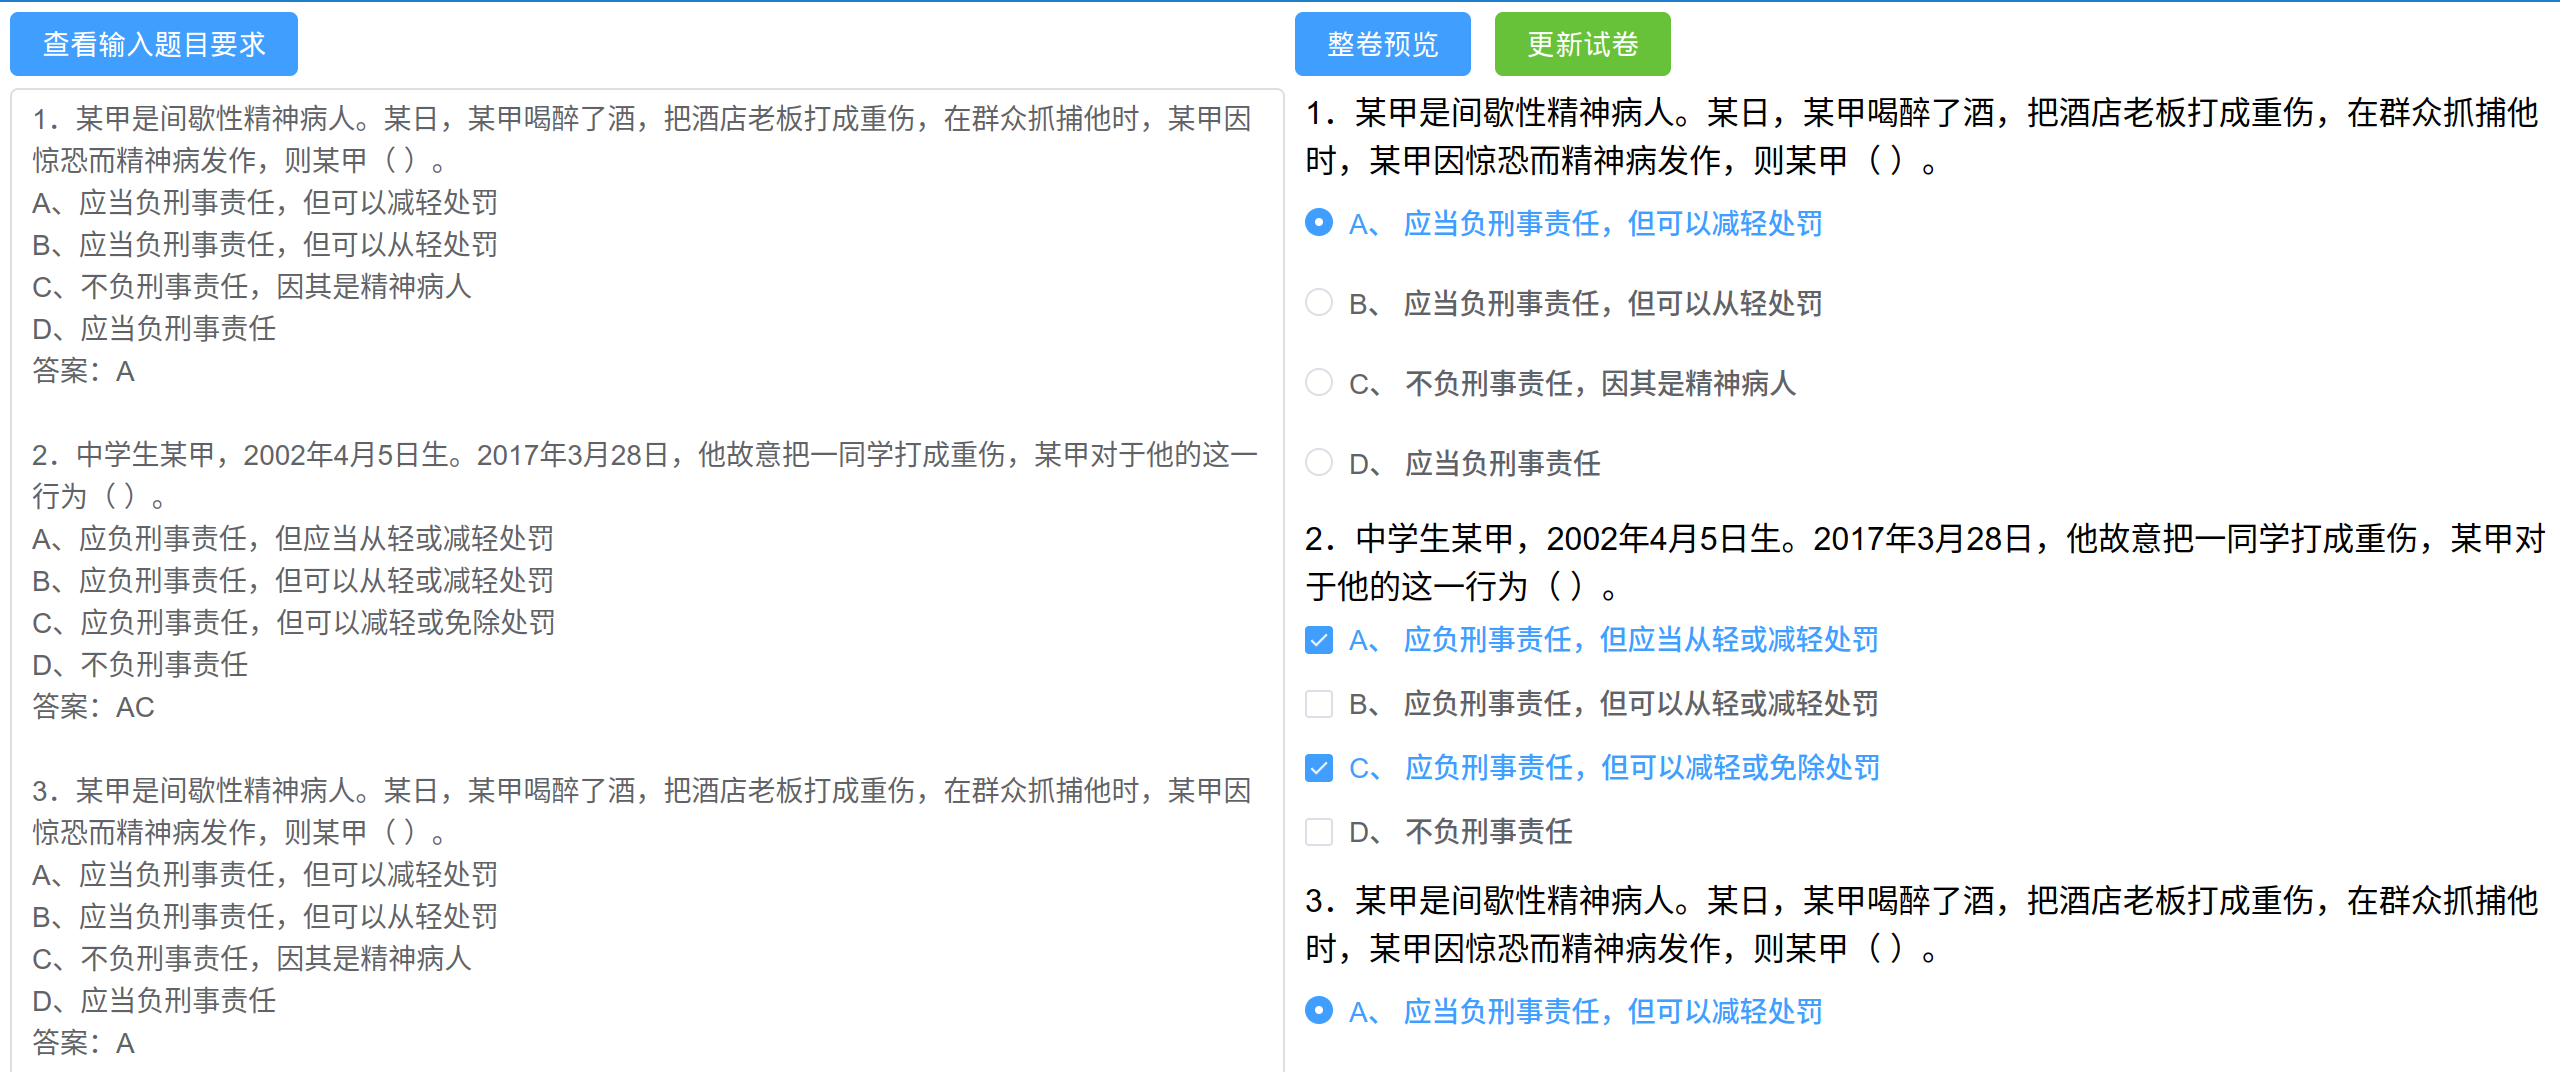 查看输入题目要求
1．某甲是间歇性精神病人。某日，某甲喝醉了酒，把酒店老板打成重伤，在群众抓捕他时，某甲因
惊恐而精神病发作，则某甲（ ）。
A、应当负刑事责任，但可以减轻处罚
B、应当负刑事责任，但可以从轻处罚
C、不负刑事责任，因其是精神病人
D、应当负刑事责任
答案：A
2．中学生某甲，2002年4月5日生。2017年3月28日，他故意把一同学打成重伤，某甲对于他的这一
行为（ ）。
A、应负刑事责任，但应当从轻或减轻处罚
B、应负刑事责任，但可以从轻或减轻处罚
C、应负刑事责任，但可以减轻或免除处罚
D、不负刑事责任
答案：AC
3．某甲是间歇性精神病人。某日，某甲喝醉了酒，把酒店老板打成重伤，在群众抓捕他时，某甲因
惊恐而精神病发作，则某甲（ ）。
A、应当负刑事责任，但可以减轻处罚
B、应当负刑事责任，但可以从轻处罚
C、不负刑事责任，因其是精神病人
D、应当负刑事责任
答案：A
整卷预览
更新试卷
1．某甲是间歇性精神病人。某日，某甲喝醉了酒，把酒店老板打成重伤，在群众抓捕他
时，某甲因惊恐而精神病发作，则某甲（ ）。
A、 应当负刑事责任，但可以减轻处罚
B、 应当负刑事责任，但可以从轻处罚
C、 不负刑事责任，因其是精神病人
D、 应当负刑事责任
2．中学生某甲，2002年4月5日生。2017年3月28日，他故意把一同学打成重伤，某甲对
于他的这一行为（ ）。
A、 应负刑事责任，但应当从轻或减轻处罚
B、 应负刑事责任，但可以从轻或减轻处罚
C、 应负刑事责任，但可以减轻或免除处罚
D、 不负刑事责任
3．某甲是间歇性精神病人。某日，某甲喝醉了酒，把酒店老板打成重伤，在群众抓捕他
时，某甲因惊恐而精神病发作，则某甲（ ）。
A、 应当负刑事责任，但可以减轻处罚